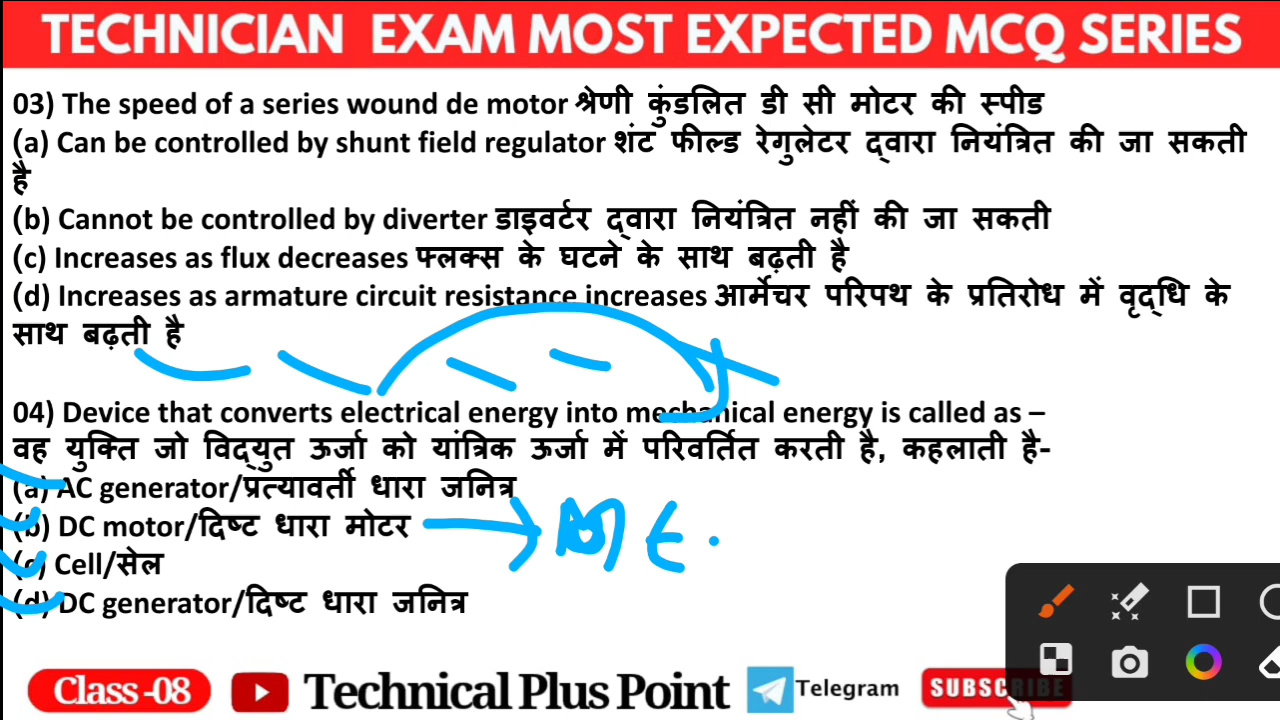 TECHNICIAN EXAM MOST EXPECTED MCQ SERIES
03) The speed of a series wound de motor श्रेणी कुंडलित डी सी मोटर की स्पीड
(a) Can be controlled by shunt field regulator शंट फील्ड रेगुलेटर द्वारा नियंत्रित की जा सकती
है
(b) Cannot be controlled by diverter डाइवर्टर द्वारा नियंत्रित नहीं की जा सकती
(c) Increases as flux decreases फ्लक्स के घटने के साथ बढ़ती है
(d) Increases as armature circuit resistance increases आर्मेचर परिपथ के प्रतिरोध में वृद्धि के
साथ बढ़ती है
04) Device that converts electrical energy into mechanical energy is called as –
वह युक्ति जो विद्युत ऊर्जा को यांत्रिक ऊर्जा में परिवर्तित करती है, कहलाती है-
(a) AC generator/प्रत्यावर्ती धारा जनित्र
(b) DC motor/दिष्ट धारा मोटर
(c) Cell/सेल
(d) DC generator/दिष्ट धारा जनित्र
Class -08 Technical Plus Point Telegram SUBSCRIBE